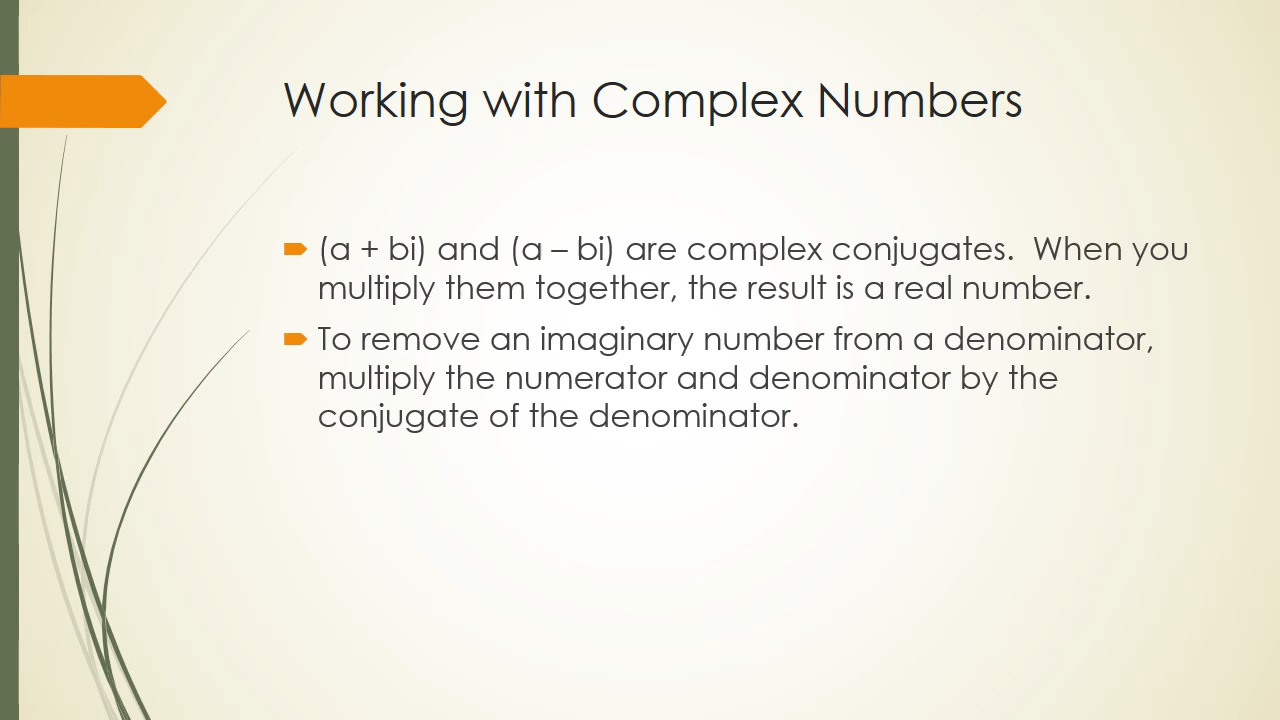 Working with Complex Numbers
(a + bi) and (a – bi) are complex conjugates.  When you
multiply them together, the result is a real number.
To remove an imaginary number from a denominator,
multiply the numerator and denominator by the
conjugate of the denominator.